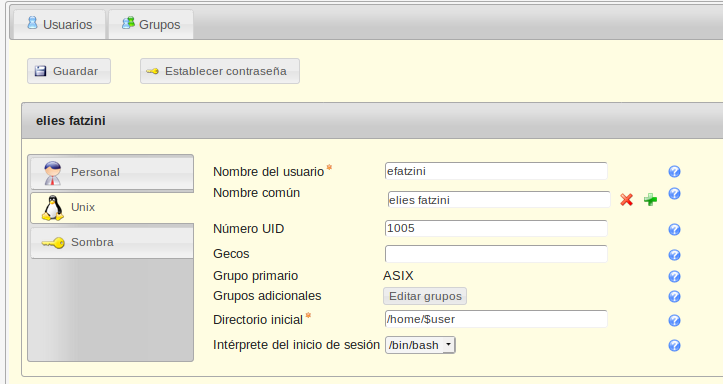 Usuarios Grupos
Guardar Establecer contraseña
elies fatzini
Personal
Unix
Sombra
Nombre del usuario* efatzini
Nombre común elies fatzini
Número UID 1005
Gecos
Grupo primario ASIX
Grupos adicionales Editar grupos
Directorio inicial* /home/$user
Intérprete del inicio de sesión /bin/bash